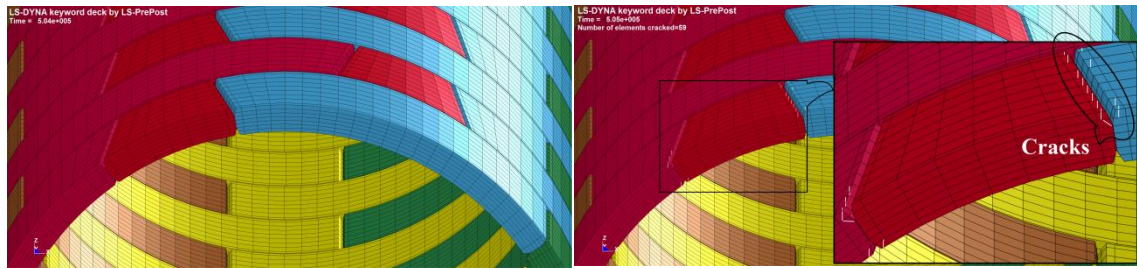 LS-DYNA keyword deck by LS-PrePost
Time = 5.04e+005
Z
LS-DYNA keyword deck by LS-PrePost
Time = 5.05e+005
Number of elements cracked=59
Cracks
Z